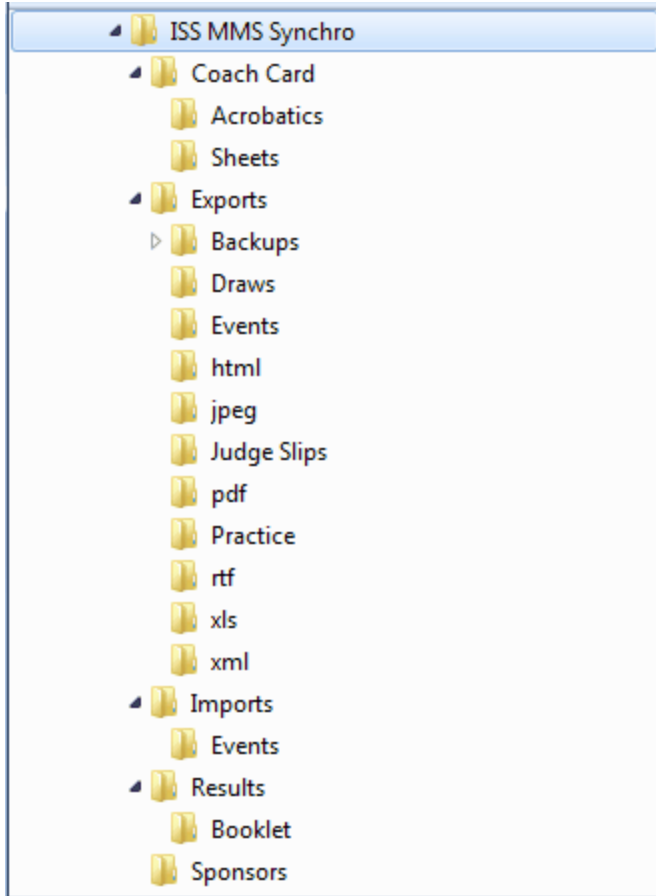 ISS MMS Synchro
Coach Card
Acrobatics
Sheets
Exports
Backups
Draws
Events
html
jpeg
Judge Slips
pdf
Practice
rtf
xls
xml
Imports
Events
Results
Booklet
Sponsors